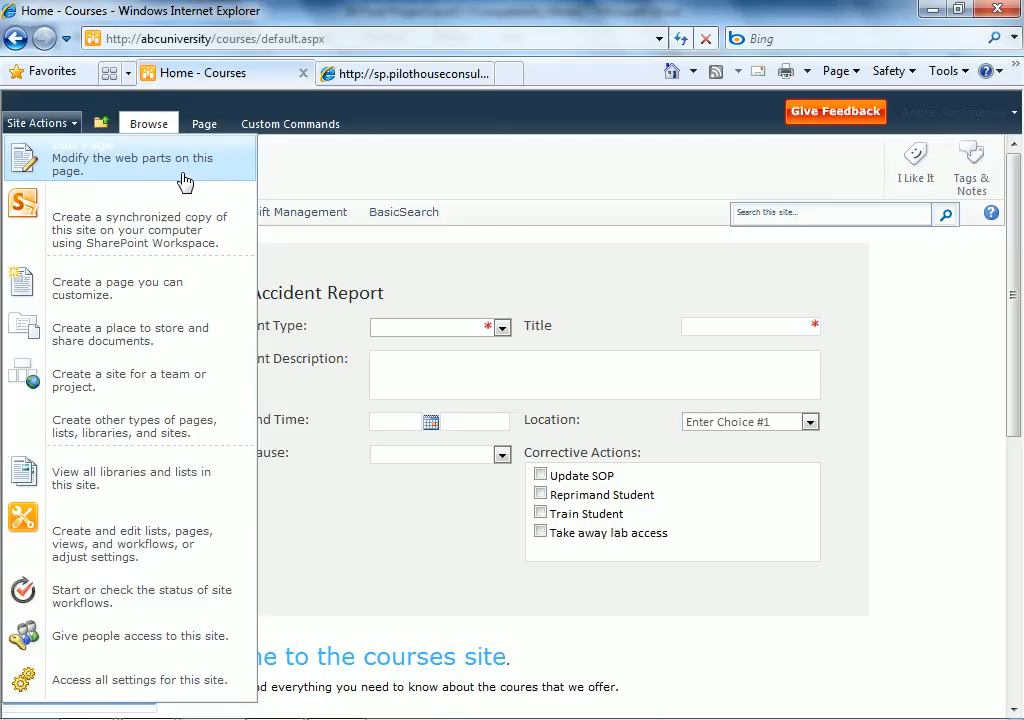 Home - Courses - Windows Internet Explorer
http://abcuniversity/courses/default.aspx
Bing
Favorites
Home - Courses
http://sp.pilothouseconsul...
Page
Safety
Tools
Site Actions
Browse
Page
Custom Commands
Give Feedback
Andre Abramenko
Edit Page
Modify the web parts on this
page.
Create a synchronized copy of
this site on your computer
using SharePoint Workspace.
Create a page you can
customize.
Create a place to store and
share documents.
Create a site for a team or
project.
Create other types of pages,
lists, libraries, and sites.
View all libraries and lists in
this site.
Create and edit lists, pages,
views, and workflows, or
adjust settings.
Start or check the status of site
workflows.
Give people access to this site.
Access all settings for this site.
I Like It
Tags &
Notes
ift Management
BasicSearch
Search this site...
Accident Report
nt Type:
*
Title
*
nt Description:
nd Time:
Location:
Enter Choice #1
ause:
Corrective Actions:
Update SOP
Reprimand Student
Train Student
Take away lab access
me to the courses site.
d everything you need to know about the coures that we offer.